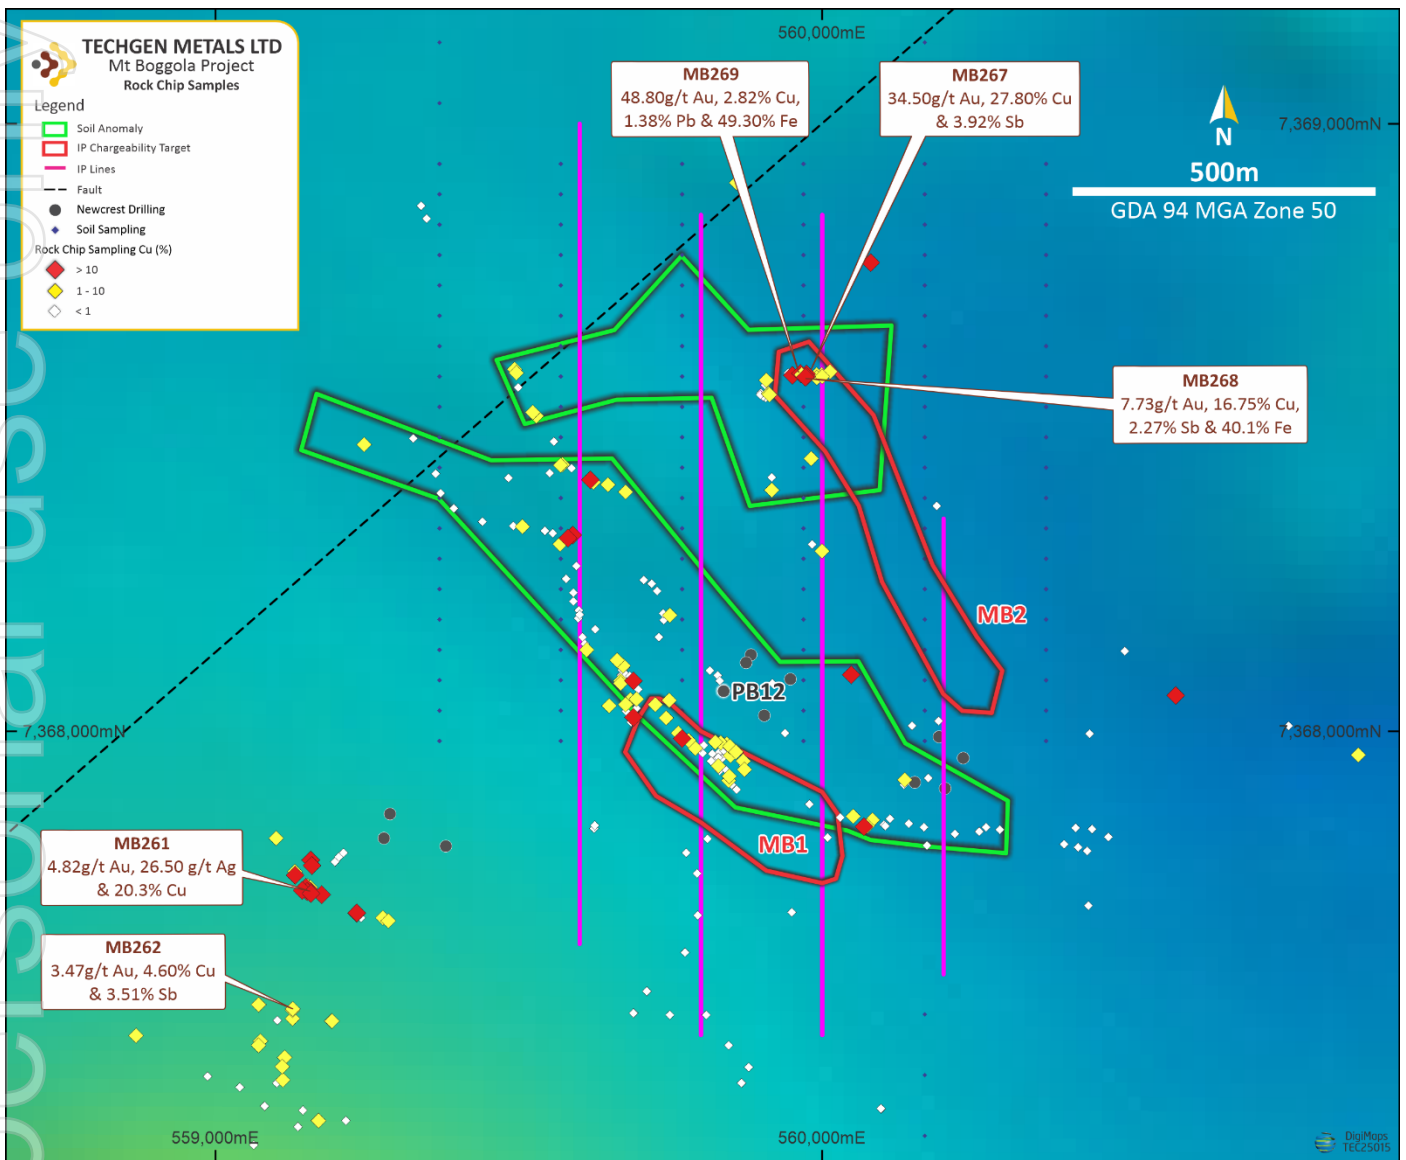 TECHGEN METALS LTD
Mt Boggola Project
Rock Chip Samples
Legend
Soil Anomaly
IP Chargeability Target
IP Lines
Fault
Newcrest Drilling
Soil Sampling
Rock Chip Sampling Cu (%)
> 10
1 - 10
< 1
560,000mE
MB269
48.80g/t Au, 2.82% Cu,
1.38% Pb & 49.30% Fe
MB267
34.50g/t Au, 27.80% Cu
& 3.92% Sb
N
500m
GDA 94 MGA Zone 50
7,369,000mN
MB268
7.73g/t Au, 16.75% Cu,
2.27% Sb & 40.1% Fe
MB2
PB12
7,368,000mN
7,368,000mN
MB1
MB261
4.82g/t Au, 26.50 g/t Ag
& 20.3% Cu
MB262
3.47g/t Au, 4.60% Cu
& 3.51% Sb
559,000mE
560,000mE
DigiMaps
TEC25015